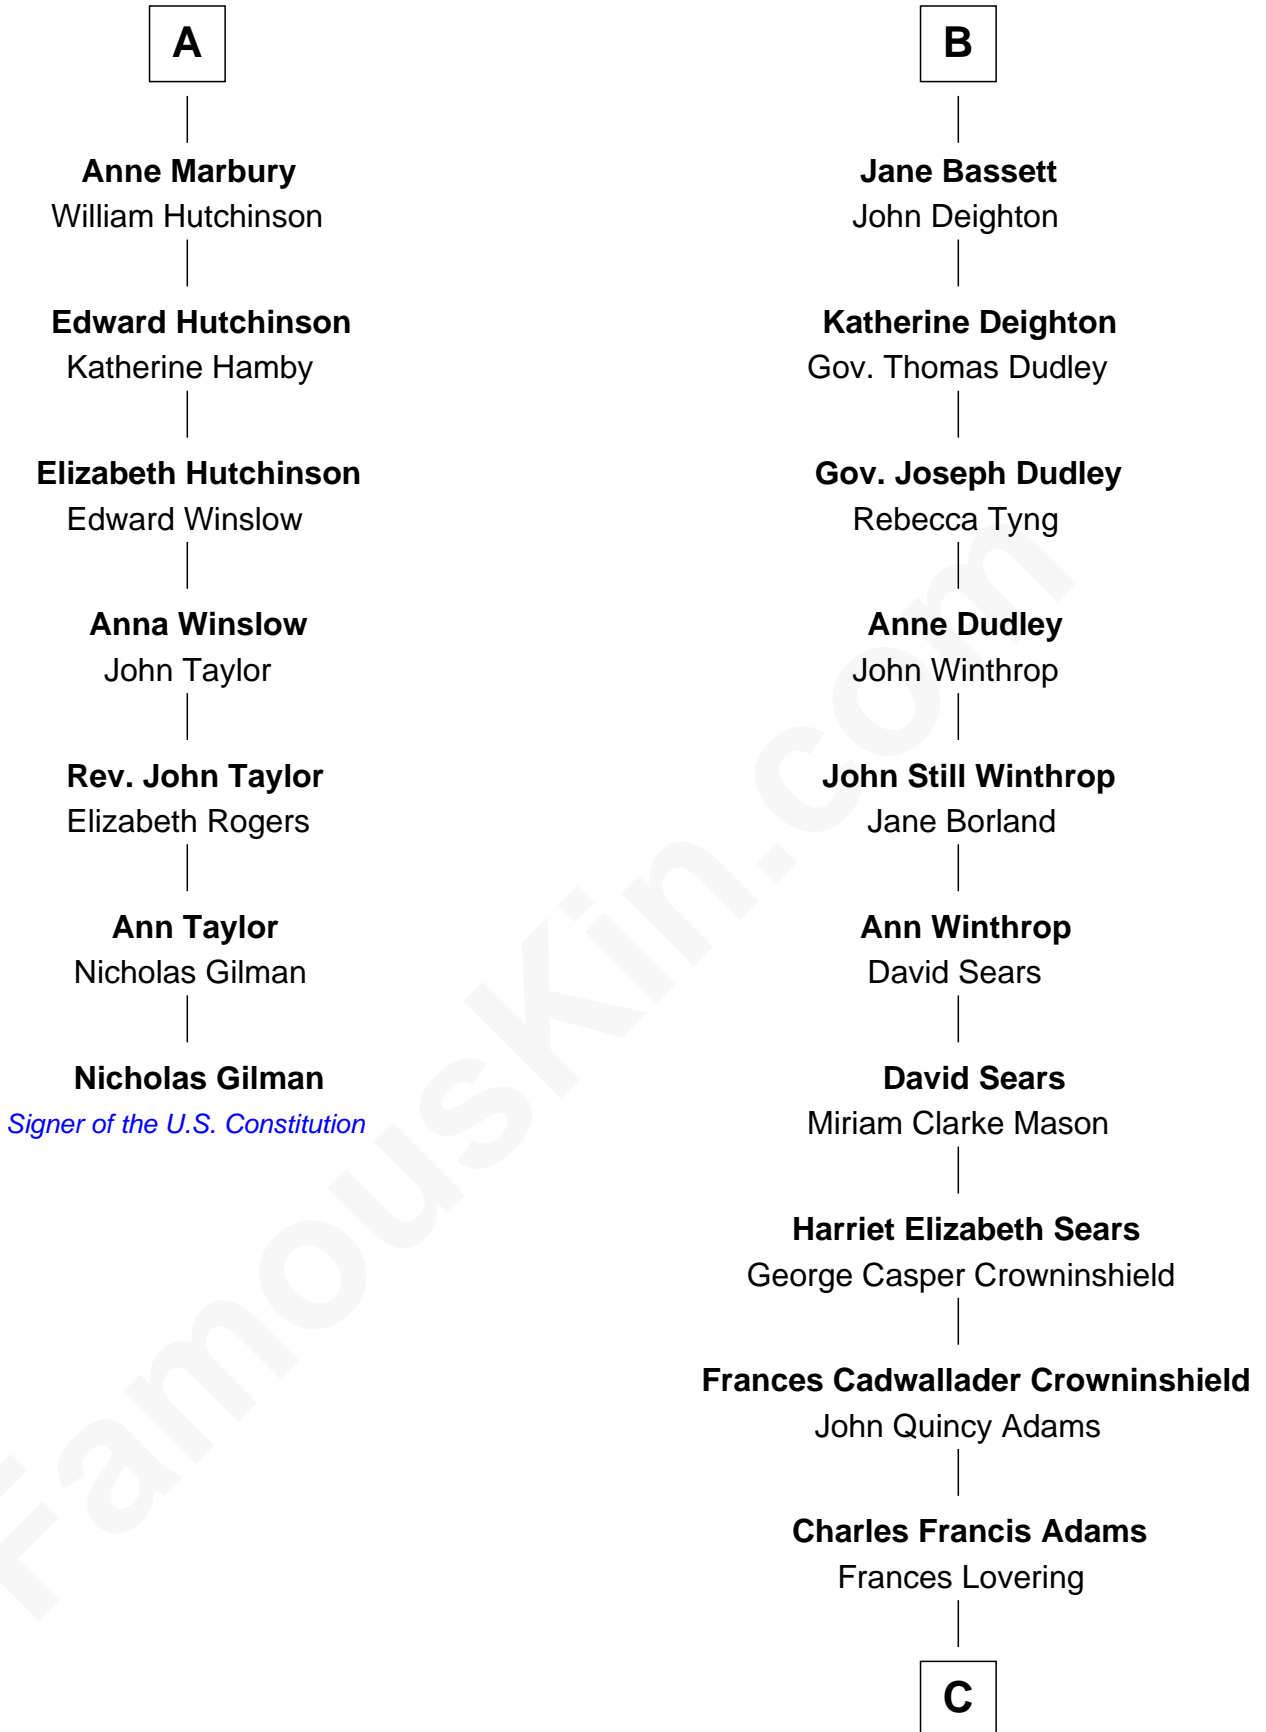 A
Anne Marbury
William Hutchinson
Edward Hutchinson
Katherine Hamby
Elizabeth Hutchinson
Edward Winslow
Anna Winslow
John Taylor
Rev. John Taylor
Elizabeth Rogers
Ann Taylor
Nicholas Gilman
Nicholas Gilman
Signer of the U.S. Constitution
B
Jane Bassett
John Deighton
Katherine Deighton
Gov. Thomas Dudley
Gov. Joseph Dudley
Rebecca Tyng
Anne Dudley
John Winthrop
John Still Winthrop
Jane Borland
Ann Winthrop
David Sears
David Sears
Miriam Clarke Mason
Harriet Elizabeth Sears
George Casper Crowninshield
Frances Cadwallader Crowninshield
John Quincy Adams
Charles Francis Adams
Frances Lovering
C
FamousKin.com